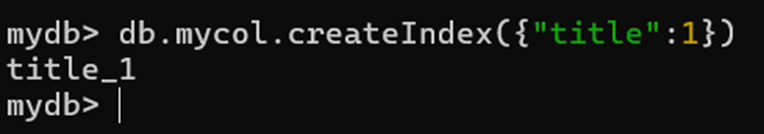 mydb> db.mycol.createIndex({"title":1})
title_1
mydb>